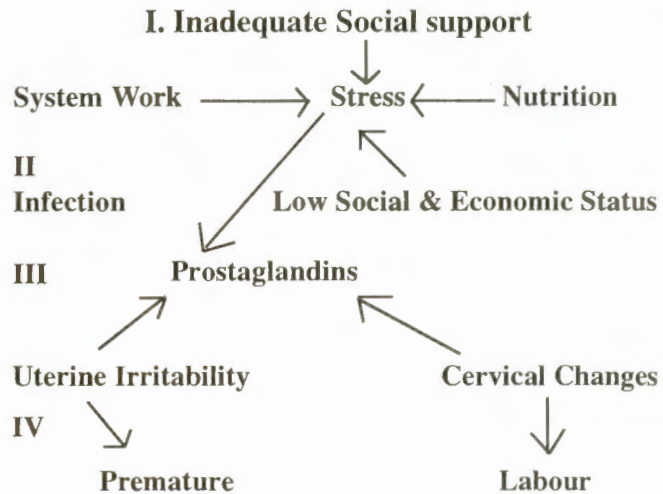 I. Inadequate Social support
System Work Stress Nutrition
II
Infection Low Social & Economic Status
III Prostaglandins
Uterine Irritability Cervical Changes
IV
Premature Labour